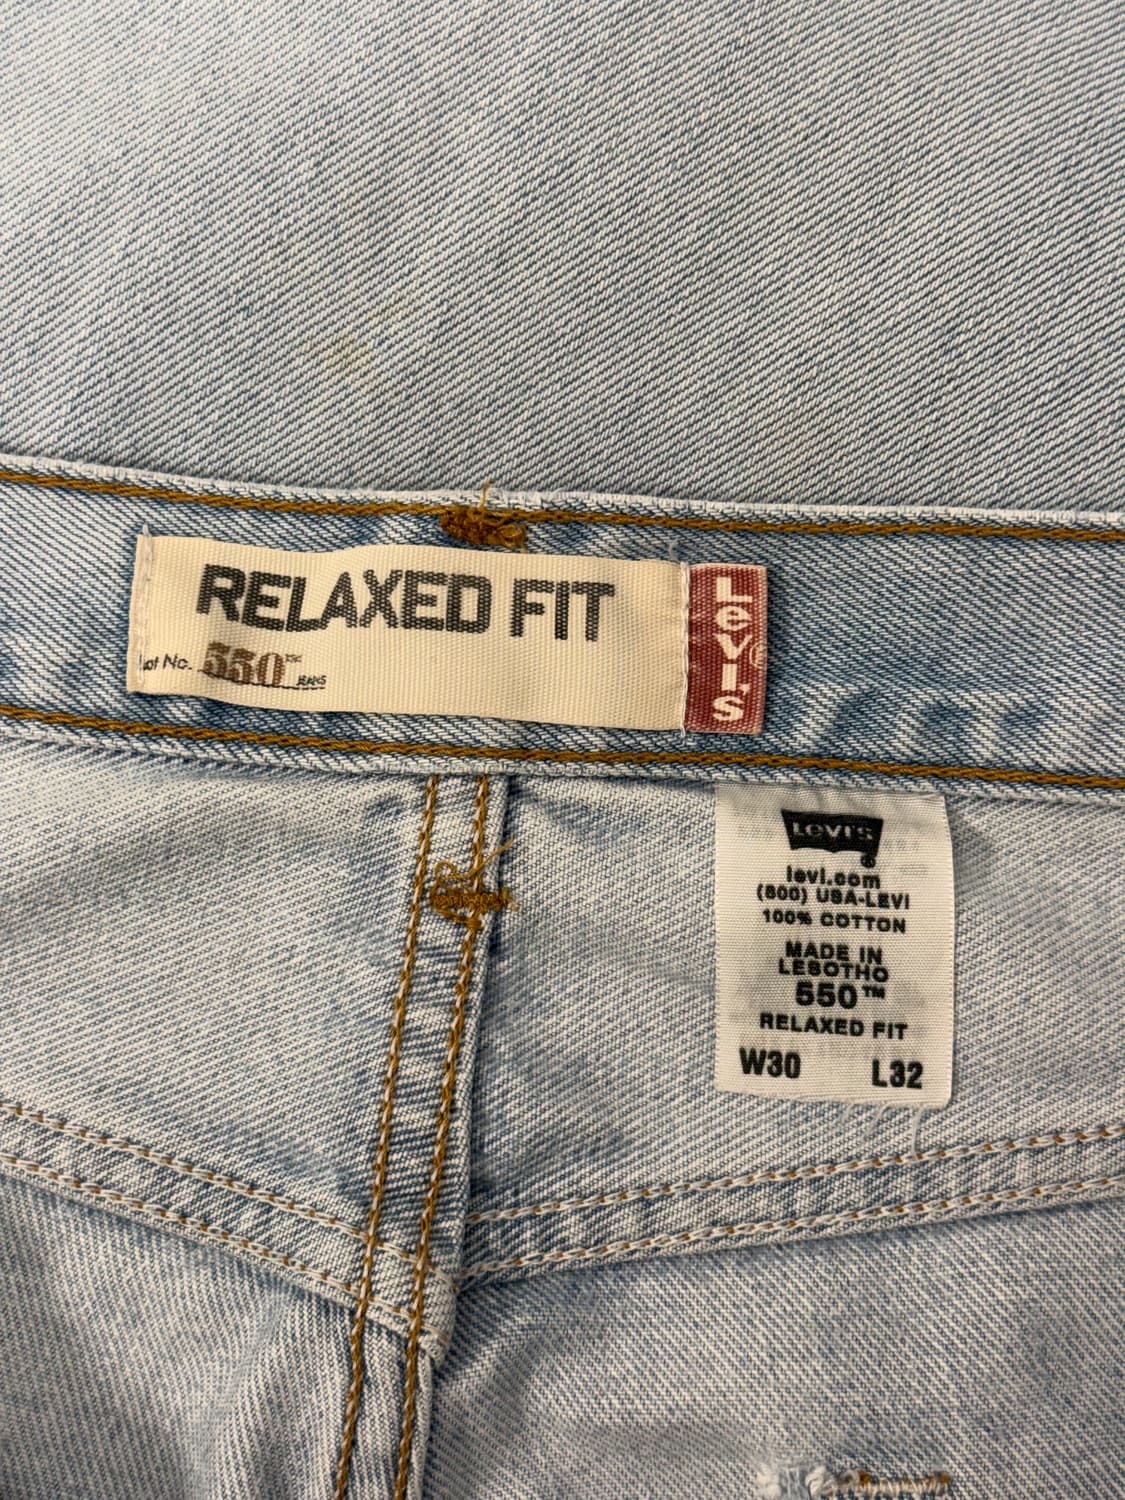 RELAXED FIT
Lot No. 550™ JEANS
Levi's
Levi's
levi.com
(800) USA-LEVI
100% COTTON
MADE IN
LESOTHO
550™
RELAXED FIT
W30 L32